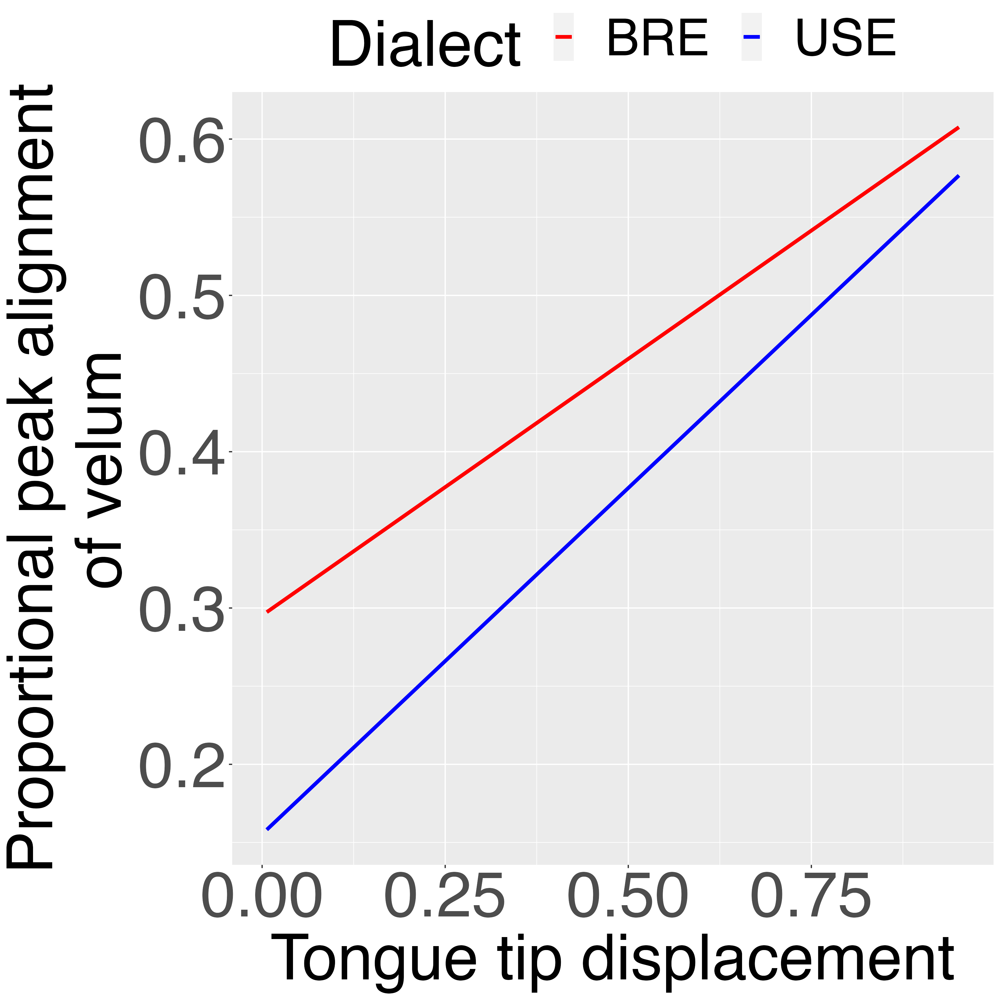 Dialect BRE USE
Proportional peak alignment
of velum
0.6
0.5
0.4
0.3
0.2
0.00 0.25 0.50 0.75
Tongue tip displacement